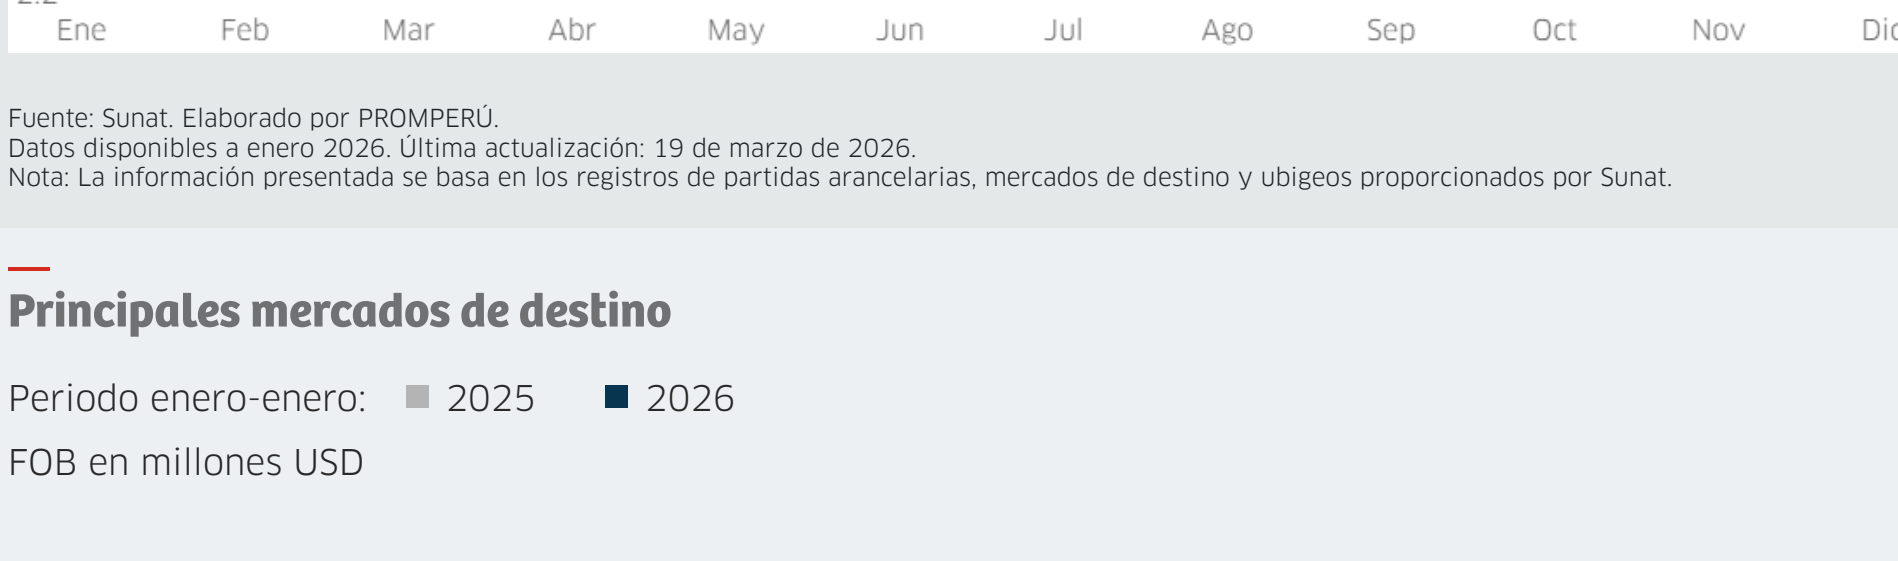 Ene Feb Mar Abr May Jun Jul Ago Sep Oct Nov
Fuente: Sunat. Elaborado por PROMPERÚ.
Datos disponibles a enero 2026. Última actualización: 19 de marzo de 2026.
Nota: La información presentada se basa en los registros de partidas arancelarias, mercados de destino y ubigeos proporcionados por Sunat.
Principales mercados de destino
Periodo enero-enero: 2025 2026
FOB en millones USD